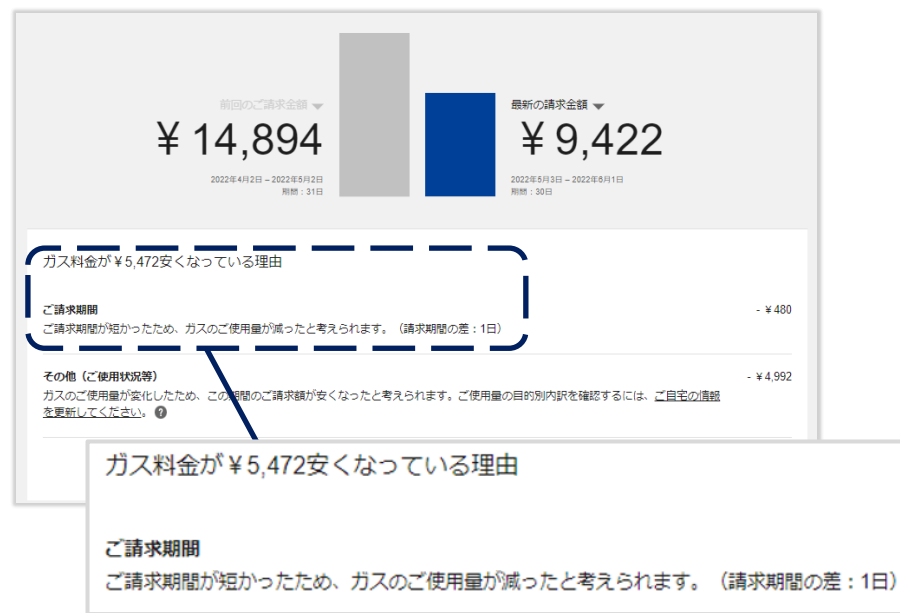 前回のご請求金額
¥ 14,894
2022年4月2日 – 2022年5月2日
期間：31日
最新の請求金額
¥ 9,422
2022年5月3日 – 2022年6月1日
期間：30日
ガス料金が¥5,472安くなっている理由
ご請求期間
- ¥480
ご請求期間が短かったため、ガスのご使用量が減ったと考えられます。（請求期間の差：1日）
その他（ご使用状況等）
- ¥4,992
ガスのご使用量が変化したため、この期間のご請求額が安くなったと考えられます。ご使用量の目的別内訳を確認するには、ご自宅の情報
を更新してください。?
ガス料金が¥5,472安くなっている理由
ご請求期間
ご請求期間が短かったため、ガスのご使用量が減ったと考えられます。（請求期間の差：1日）